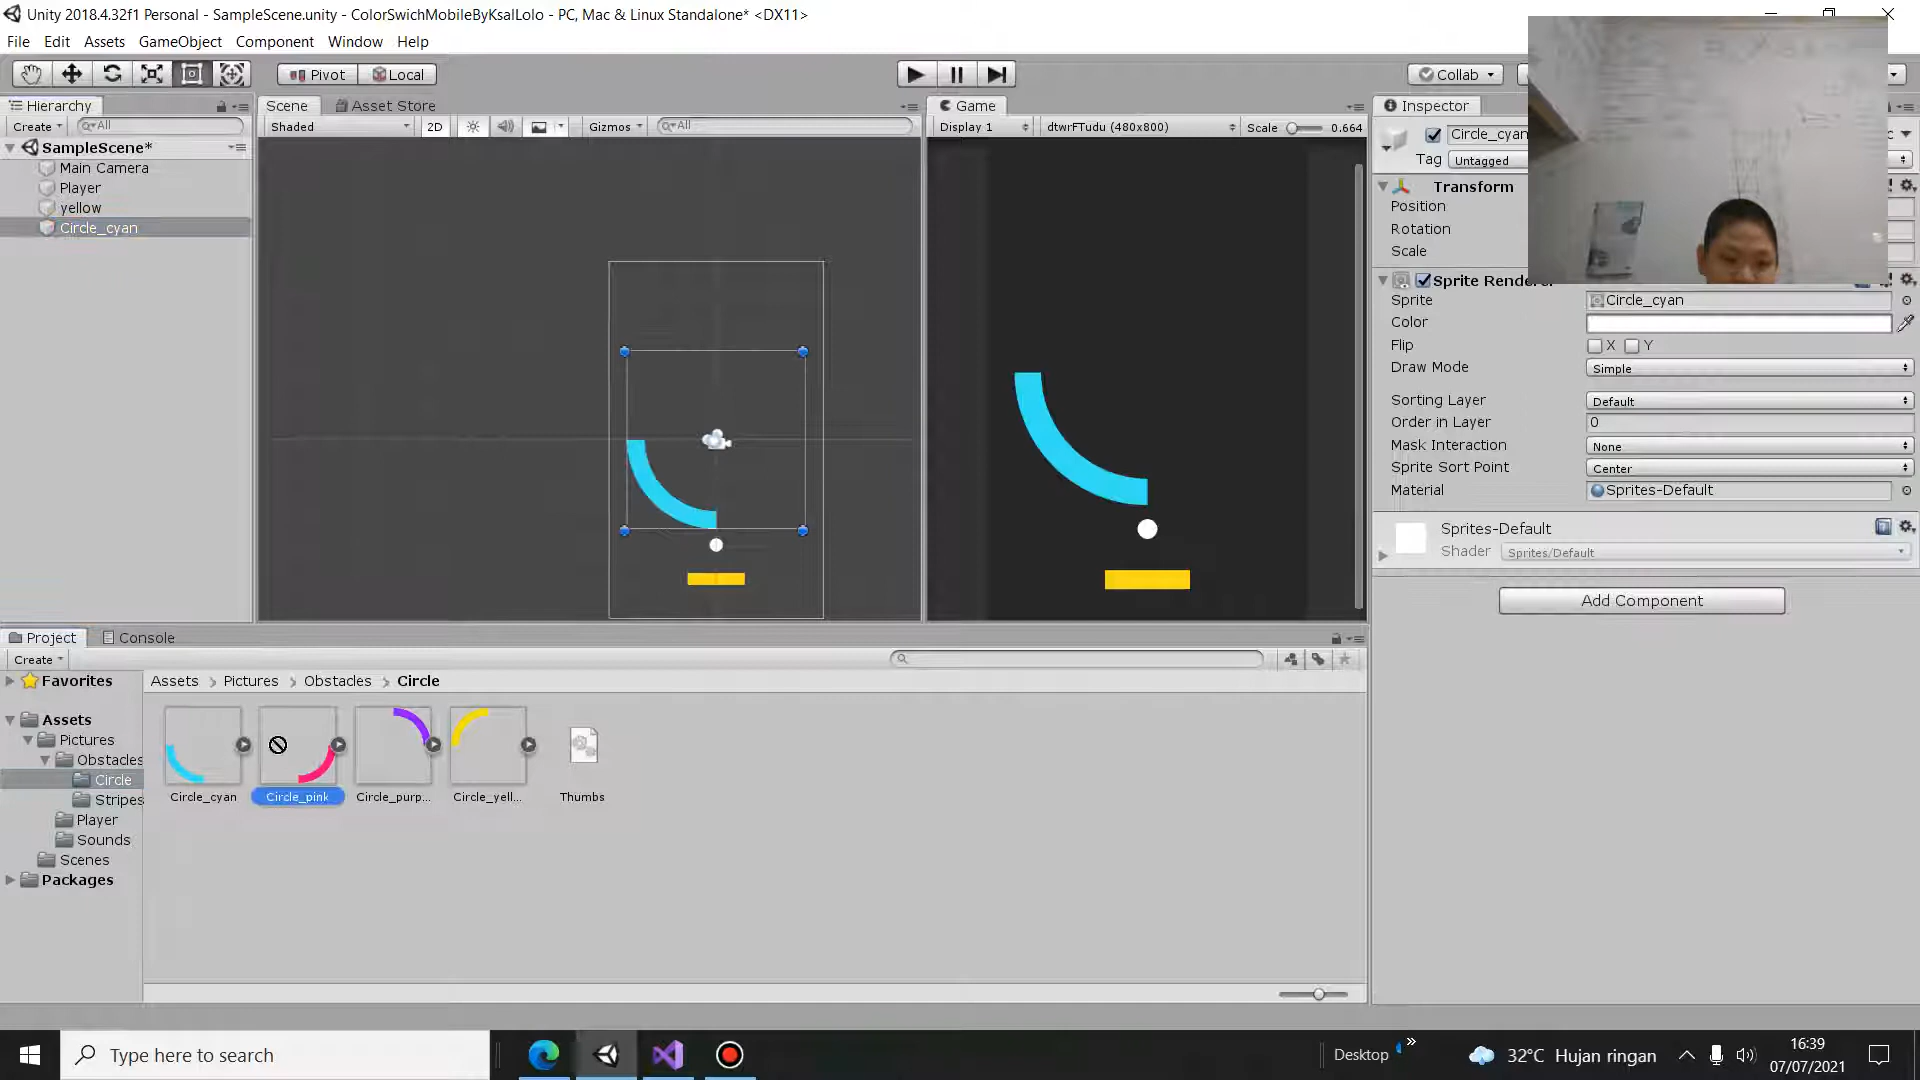 Unity 2018.4.32f1 Personal - SampleScene.unity - ColorSwichMobileByKsalLolo - PC, Mac & Linux Standalone* <DX11>
File Edit Assets GameObject Component Window Help
Pivot Local Collab
Hierarchy Scene Asset Store Game Inspector
Create All Shaded 2D Gizmos All Display 1 dtwrFTudu (480x800) Scale 0.664
SampleScene*
Main Camera
Player
yellow
Circle_cyan
Circle_cyan
Tag Untagged
Transform
Position
Rotation
Scale
Sprite Renderer
Sprite Circle_cyan
Color
Flip X Y
Draw Mode Simple
Sorting Layer Default
Order in Layer 0
Mask Interaction None
Sprite Sort Point Center
Material Sprites-Default
Sprites-Default
Shader Sprites/Default
Add Component
Project Console
Create
Favorites
Assets
Pictures
Obstacles
Circle
Stripes
Player
Sounds
Scenes
Packages
Assets > Pictures > Obstacles > Circle
Circle_cyan Circle_pink Circle_purp... Circle_yell... Thumbs
Type here to search
Desktop » 32°C Hujan ringan 16:39
07/07/2021